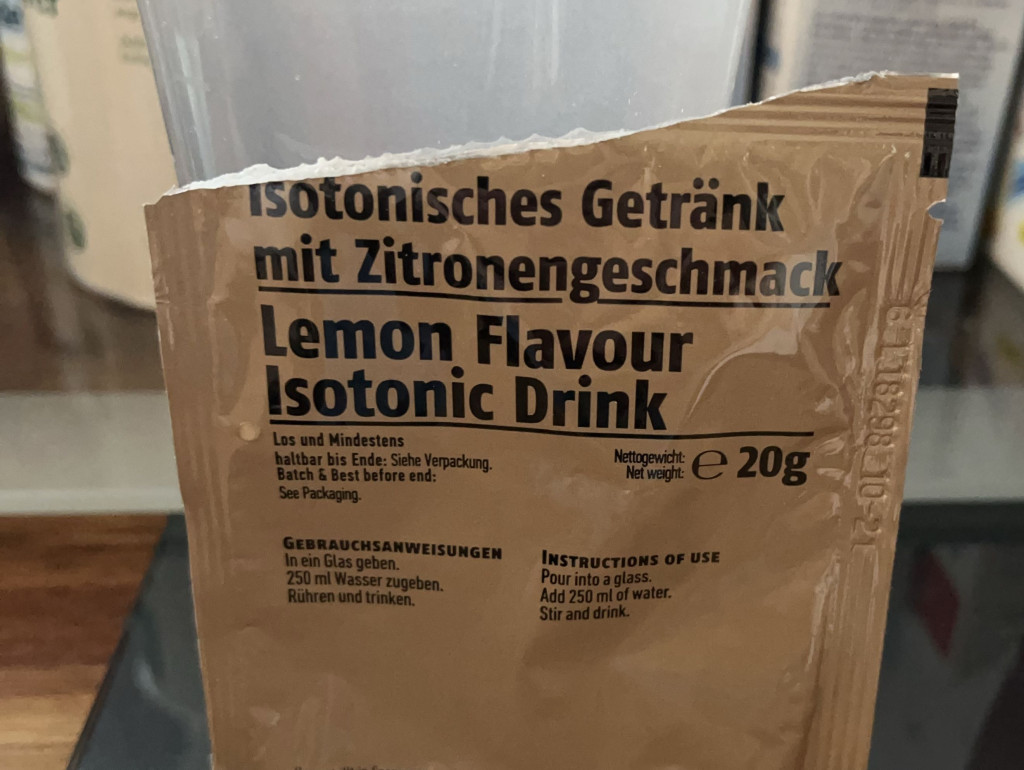 Isotonisches Getränk
mit Zitronengeschmack
Lemon Flavour
Isotonic Drink
Los und Mindestens
haltbar bis Ende: Siehe Verpackung.
Batch & Best before end:
See Packaging.
Nettogewicht:
Net weight:
℮ 20g
GEBRAUCHSANWEISUNGEN
In ein Glas geben.
250 ml Wasser zugeben.
Rühren und trinken.
INSTRUCTIONS OF USE
Pour into a glass.
Add 250 ml of water.
Stir and drink.